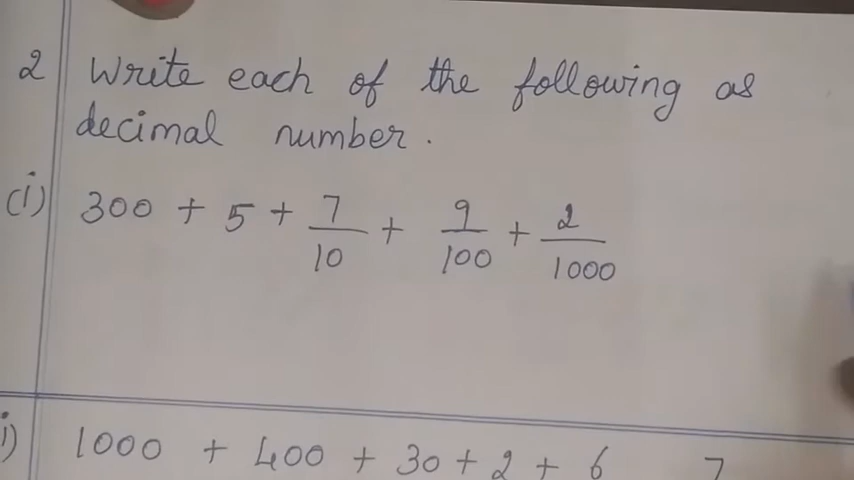 2 Write each of the following as
decimal number.
(i) 300 + 5 + 7/10 + 9/100 + 2/1000
i) 1000 + 400 + 30 + 2 + 6 7